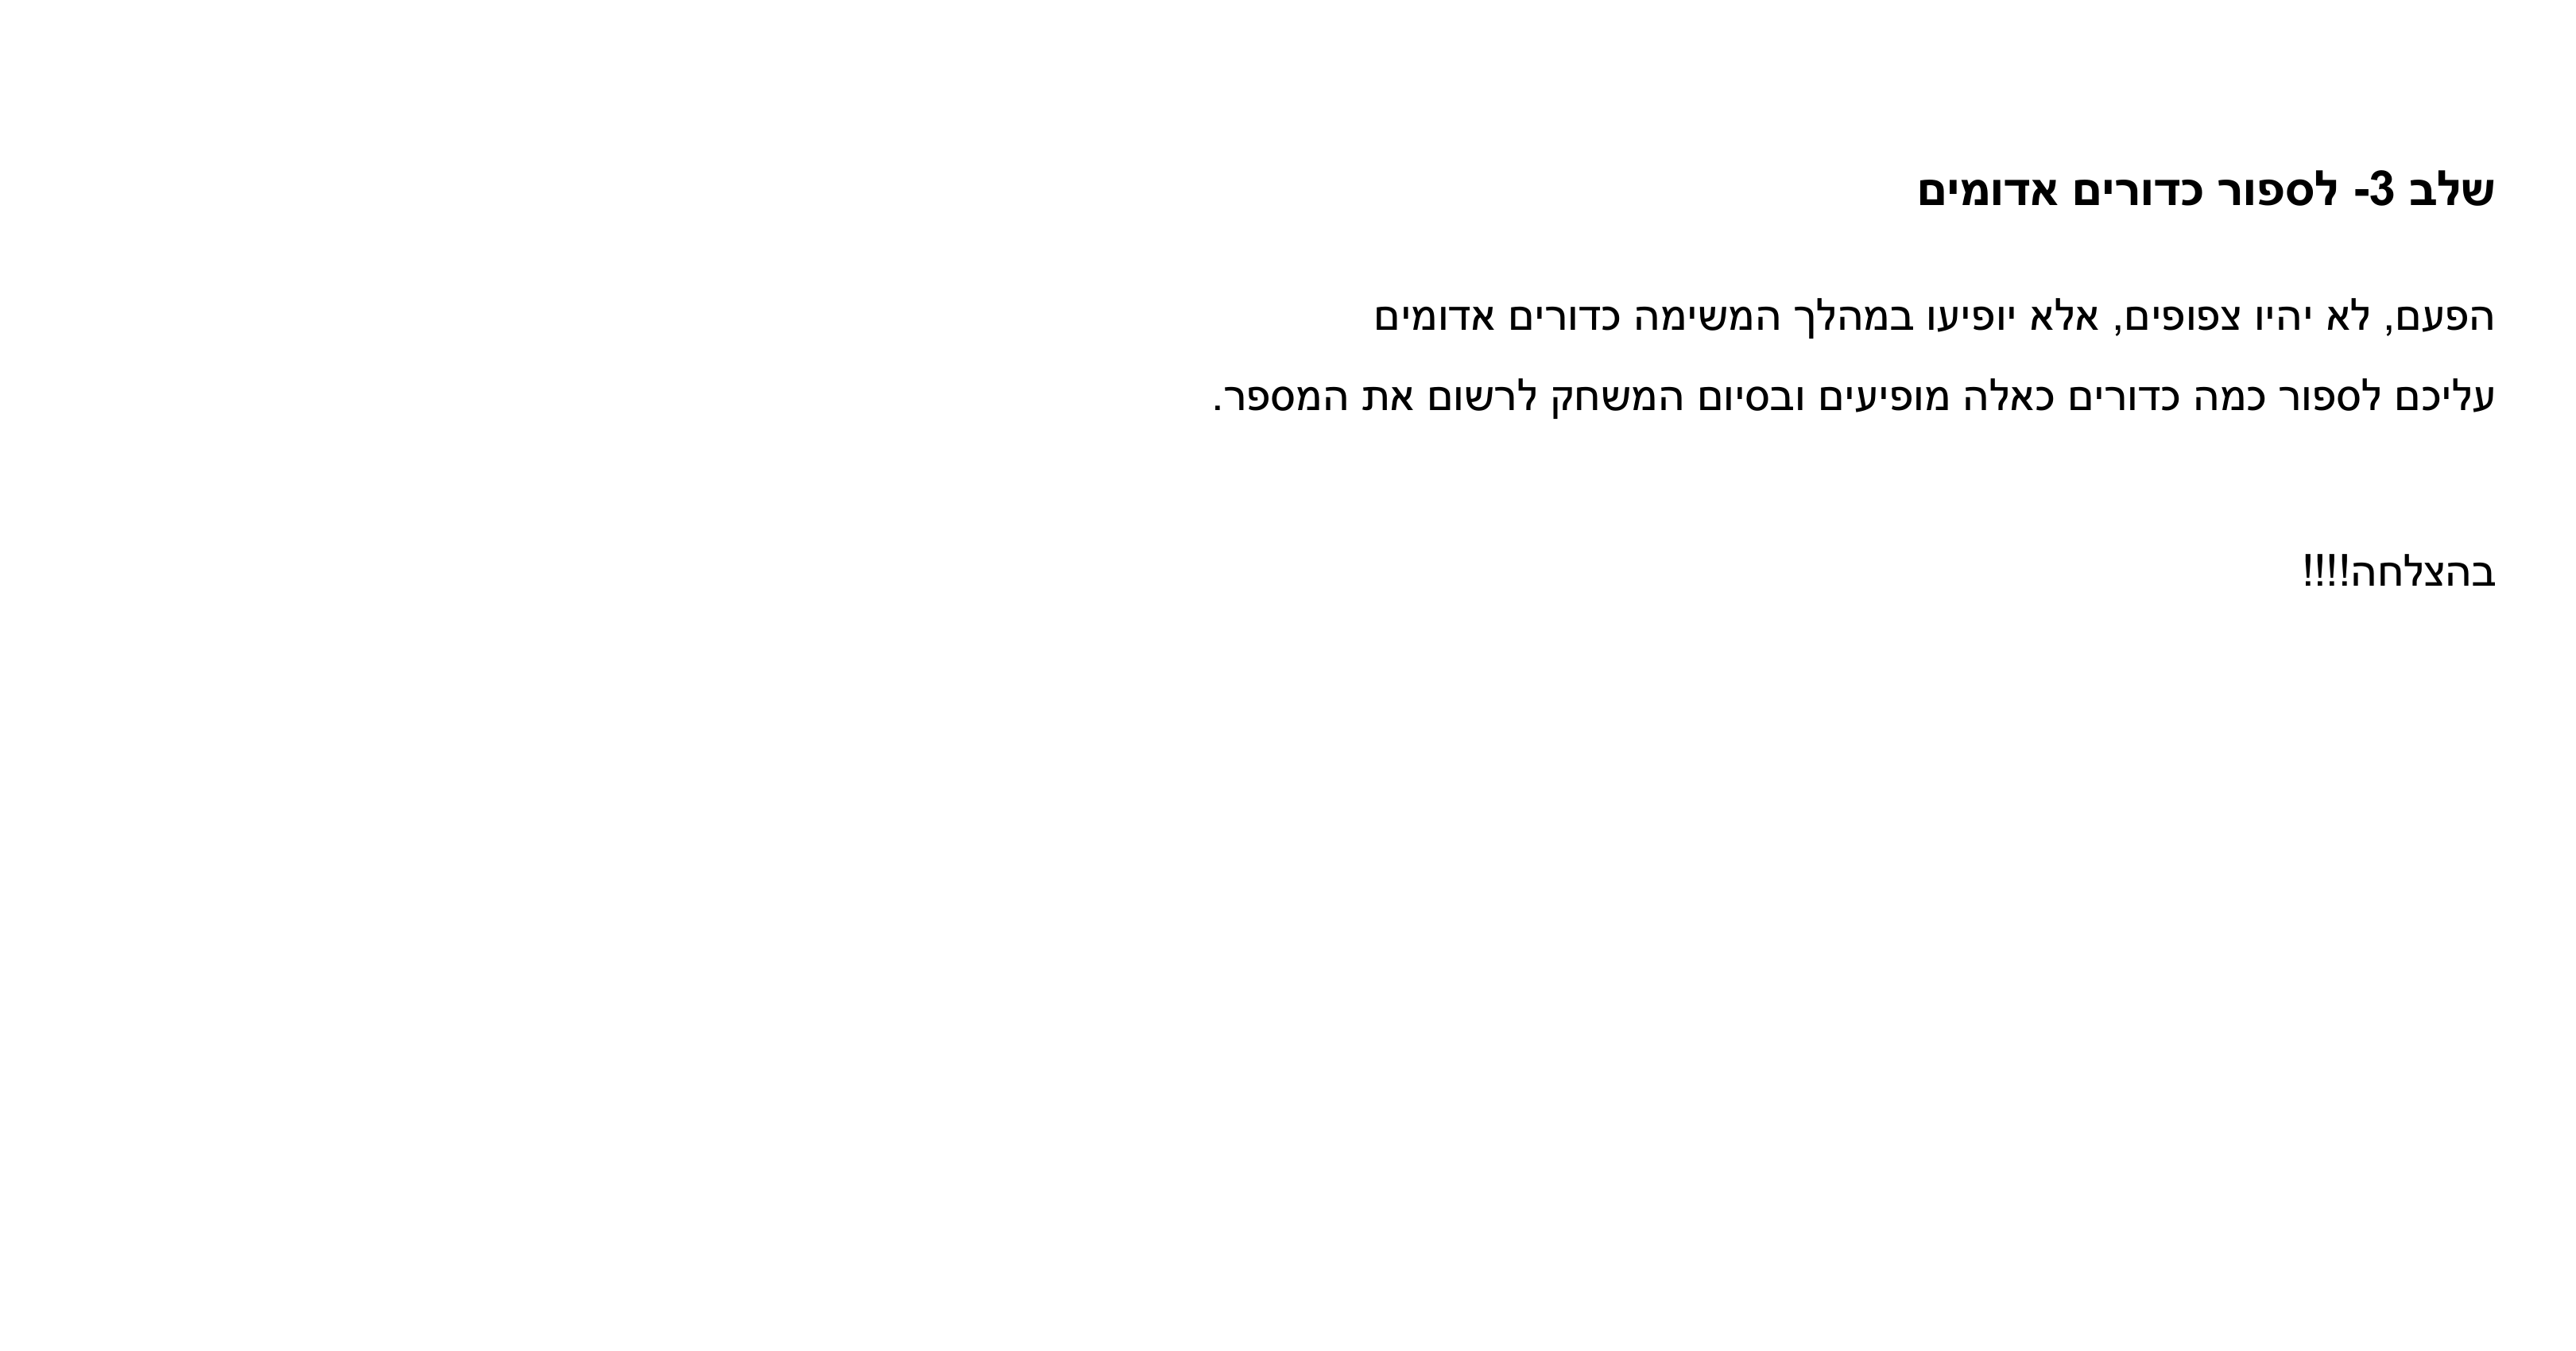 שלב 3- לספור כדורים אדומים
הפעם, לא יהיו צפופים, אלא יופיעו במהלך המשימה כדורים אדומים
עליכם לספור כמה כדורים כאלה מופיעים ובסיום המשחק לרשום את המספר.
בהצלחה!!!!